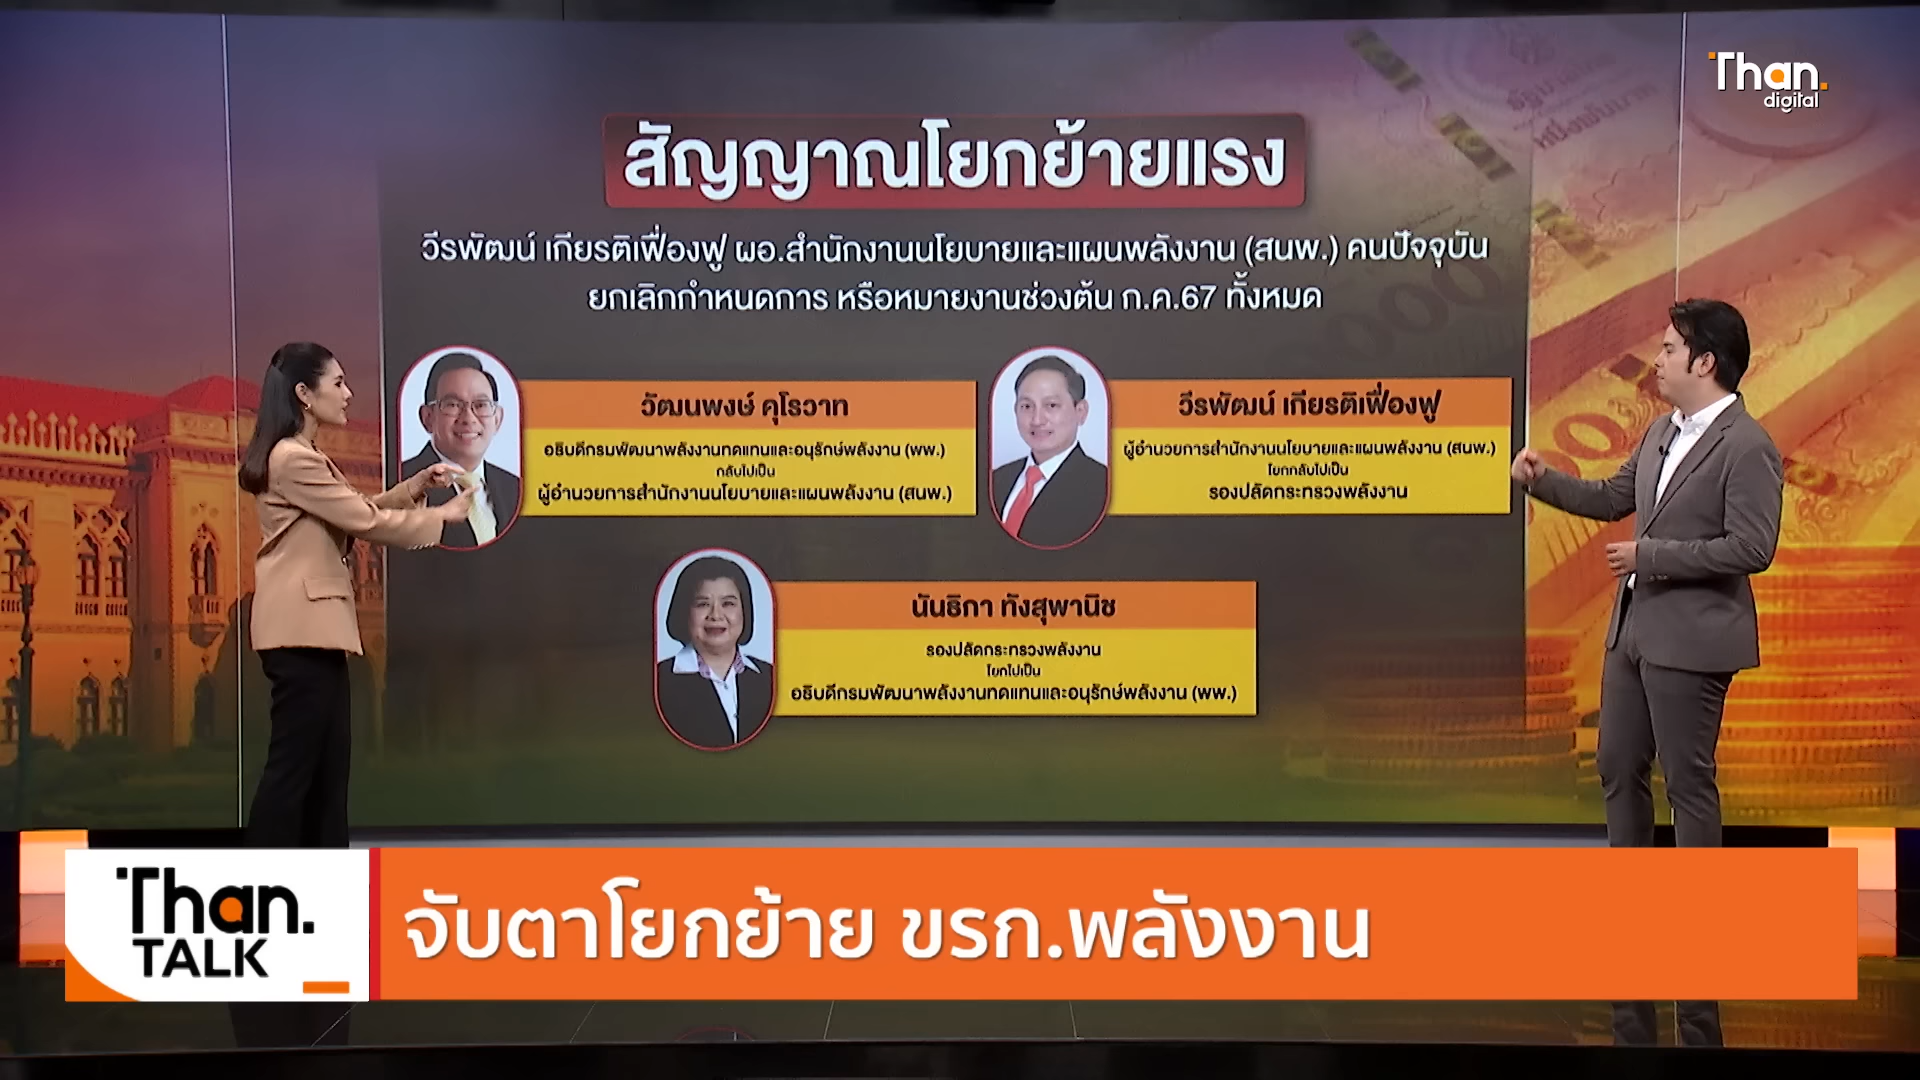 Than.
digital
สัญญาณโยกย้ายแรง
วีรพัฒน์ เกียรติเฟื่องฟู ผอ.สำนักงานนโยบายและแผนพลังงาน (สนพ.) คนปัจจุบัน
ยกเลิกกำหนดการ หรือหมายงานช่วงต้น ก.ค.67 ทั้งหมด
วัฒนพงษ์ คุโรวาท
อธิบดีกรมพัฒนาพลังงานทดแทนและอนุรักษ์พลังงาน (พพ.)
กลับไปเป็น
ผู้อำนวยการสำนักงานนโยบายและแผนพลังงาน (สนพ.)
วีรพัฒน์ เกียรติเฟื่องฟู
ผู้อำนวยการสำนักงานนโยบายและแผนพลังงาน (สนพ.)
โยกกลับไปเป็น
รองปลัดกระทรวงพลังงาน
นันธิกา ทังสุพานิช
รองปลัดกระทรวงพลังงาน
โยกไปเป็น
อธิบดีกรมพัฒนาพลังงานทดแทนและอนุรักษ์พลังงาน (พพ.)
Than.
TALK
จับตาโยกย้าย ขรก.พลังงาน